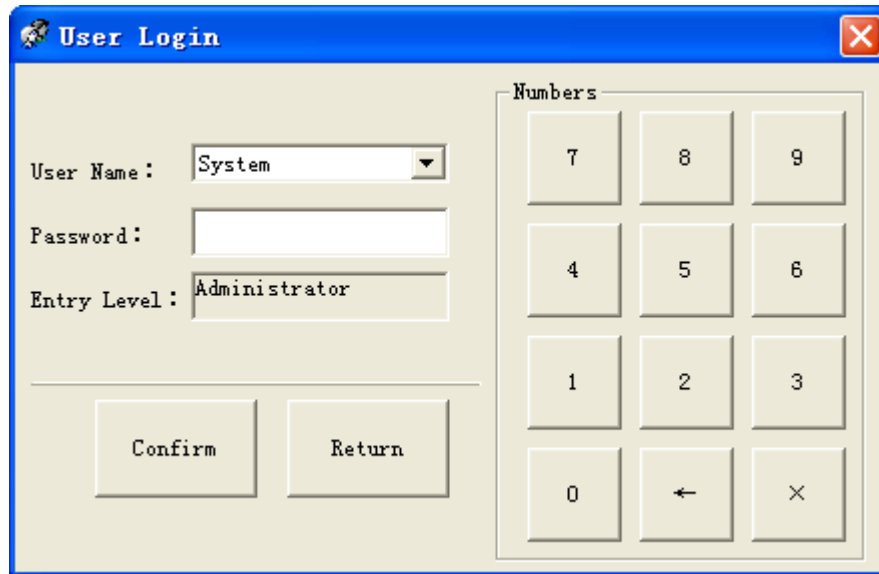 User Login
Numbers
User Name： System
Password：
Entry Level： Administrator
7 8 9
4 5 6
1 2 3
0 ← ×
Confirm Return